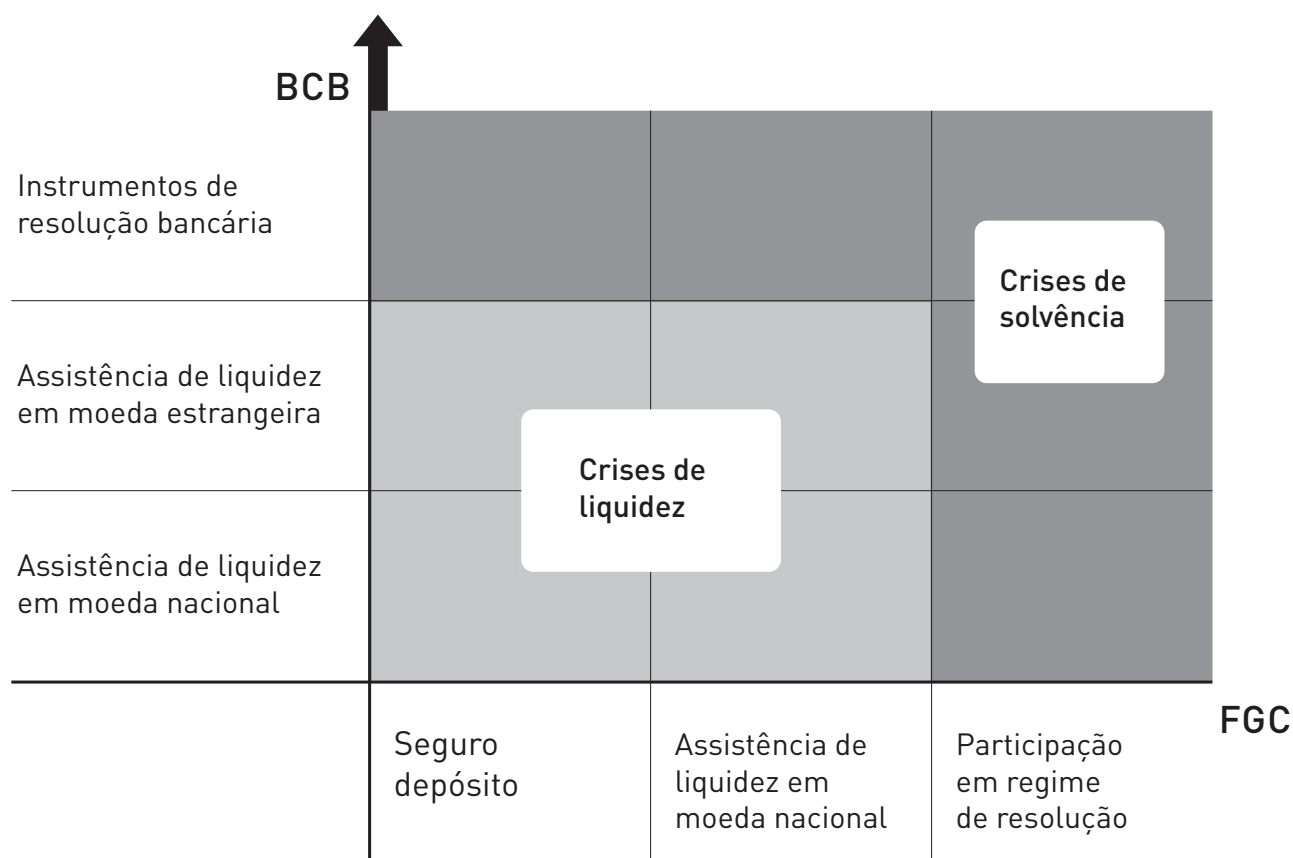 BCB
Instrumentos de
resolução bancária
Crises de
solvência
Assistência de liquidez
em moeda estrangeira
Crises de
liquidez
Assistência de liquidez
em moeda nacional
FGC
Seguro
depósito
Assistência de
liquidez em
moeda nacional
Participação
em regime
de resolução